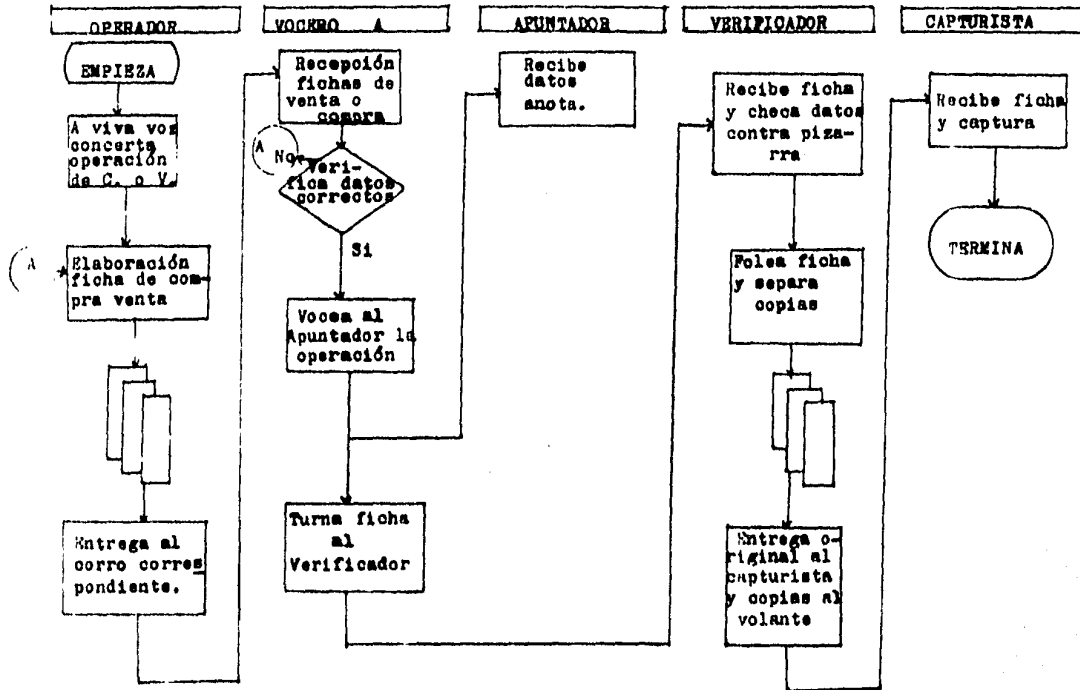 OPERADOR
VOCERO A
APUNTADOR
VERIFICADOR
CAPTURISTA
EMPIEZA
A viva voz
concerta
operación
de C. o V.
A
Elaboración
ficha de com-
pra venta
Entrega al
corro corres
pondiente.
Recepción
fichas de
venta o
compra
A
No
Veri-
fica datos
correctos
Si
Vocea al
Apuntador la
operación
Turna ficha
al
Verificador
Recibe
datos
anota.
Recibe ficha
y checa datos
contra piza-
rra
Folea ficha
y separa
copias
Entrega o-
riginal al
capturista
y copias al
volante
Recibe ficha
y captura
TERMINA